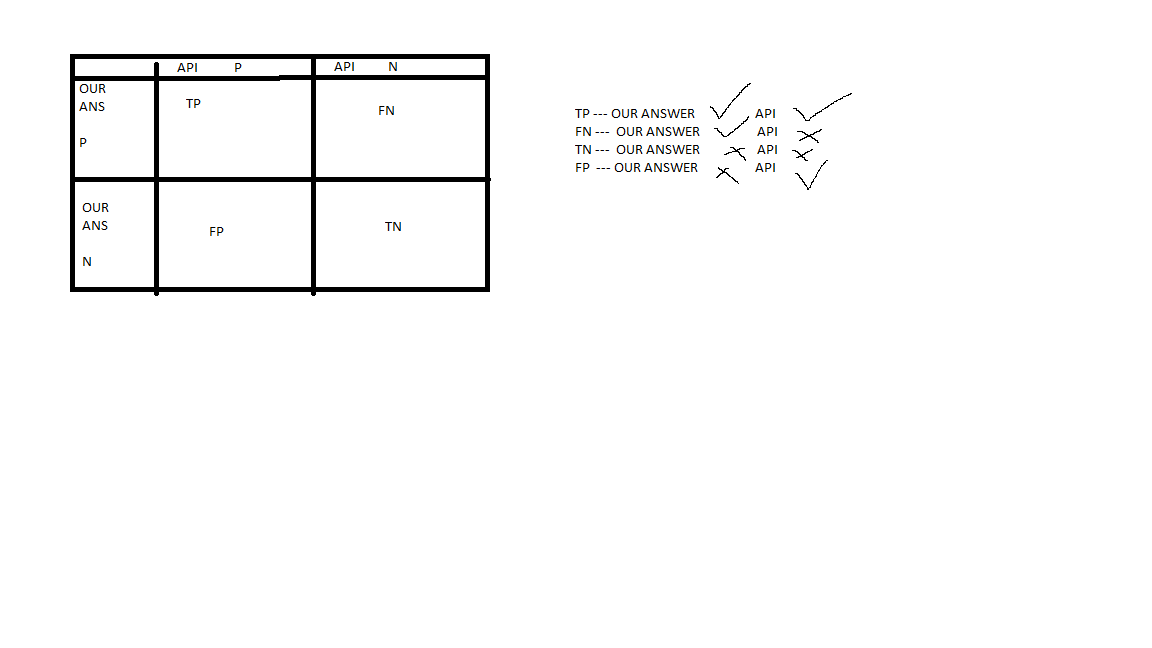 API P API N
OUR
ANS
P
TP
FN
OUR
ANS
N
FP
TN
TP --- OUR ANSWER ✓ API ✓
FN --- OUR ANSWER ✓ API ✗
TN --- OUR ANSWER ✗ API ✗
FP --- OUR ANSWER ✗ API ✓